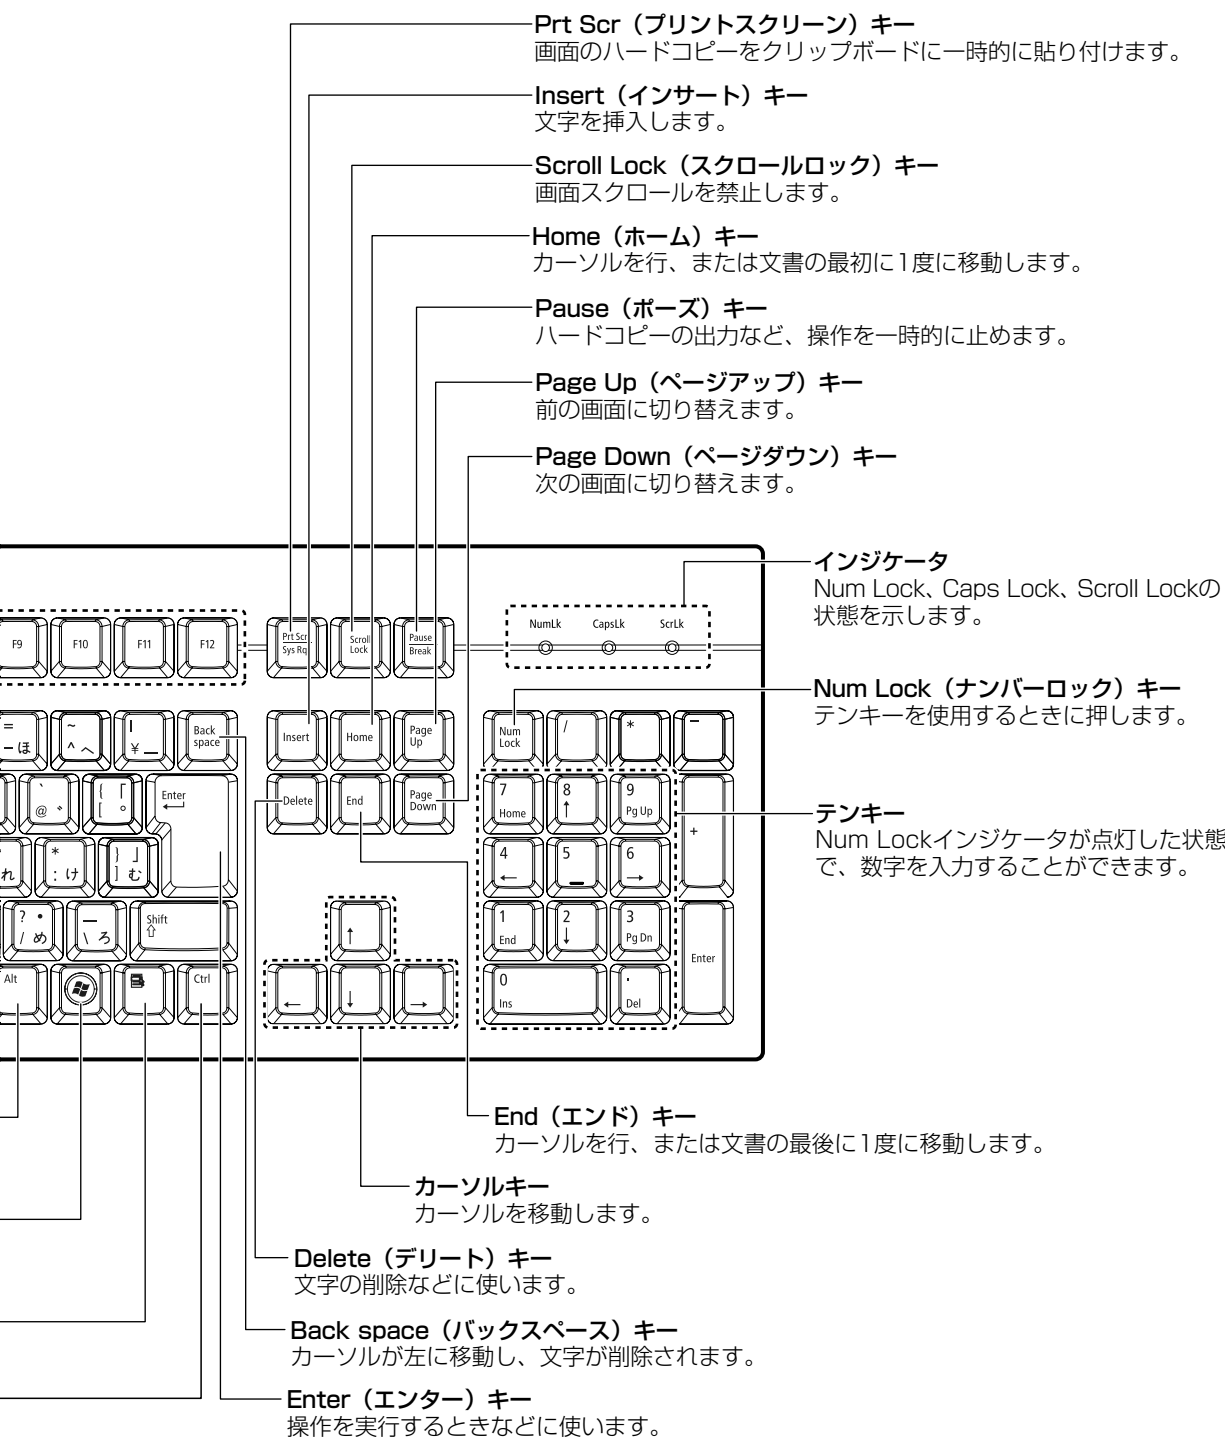 Prt Scr（プリントスクリーン）キー
画面のハードコピーをクリップボードに一時的に貼り付けます。
Insert（インサート）キー
文字を挿入します。
Scroll Lock（スクロールロック）キー
画面スクロールを禁止します。
Home（ホーム）キー
カーソルを行、または文書の最初に1度に移動します。
Pause（ポーズ）キー
ハードコピーの出力など、操作を一時的に止めます。
Page Up（ページアップ）キー
前の画面に切り替えます。
Page Down（ページダウン）キー
次の画面に切り替えます。
インジケータ
Num Lock、Caps Lock、Scroll Lockの
状態を示します。
NumLk CapsLk ScrLk
F9 F10 F11 F12
Prt Scr
Sys Rq
Scroll
Lock
Pause
Break
Num Lock（ナンバーロック）キー
テンキーを使用するときに押します。
=
- ほ
~
^ へ
|
¥ ー
Back
space
Insert
Home
Page
Up
Num
Lock
/
*
-
`
@ ゛
{ 「
[ ゜
Enter
Delete
End
Page
Down
7
Home
8
↑
9
Pg Up
+
テンキー
Num Lockインジケータが点灯した状態
で、数字を入力することができます。
れ
*
: け
} 」
] む
4
←
5
6
→
? ・
/ め
_
\ ろ
Shift
⇧
↑
1
End
2
↓
3
Pg Dn
Enter
Alt
Ctrl
←
↓
→
0
Ins
.
Del
End（エンド）キー
カーソルを行、または文書の最後に1度に移動します。
カーソルキー
カーソルを移動します。
Delete（デリート）キー
文字の削除などに使います。
Back space（バックスペース）キー
カーソルが左に移動し、文字が削除されます。
Enter（エンター）キー
操作を実行するときなどに使います。